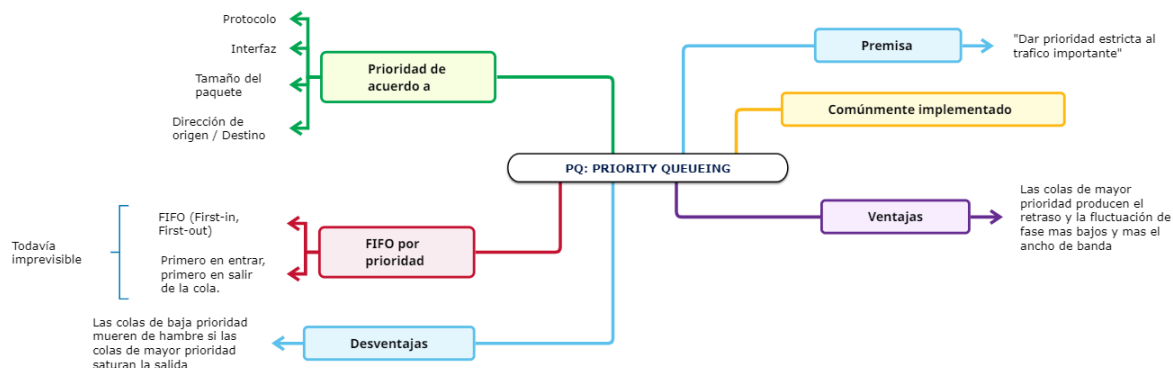 Protocolo
Interfaz
Tamaño del
paquete
Dirección de
origen / Destino
Prioridad de
acuerdo a
Premisa
"Dar prioridad estricta al
trafico importante"
Comúnmente implementado
PQ: PRIORITY QUEUEING
Ventajas
Las colas de mayor
prioridad producen el
retraso y la fluctuación de
fase mas bajos y mas el
ancho de banda
Todavía
imprevisible
FIFO (First-in,
First-out)
Primero en entrar,
primero en salir
de la cola.
FIFO por
prioridad
Las colas de baja prioridad
mueren de hambre si las
colas de mayor prioridad
saturan la salida
Desventajas